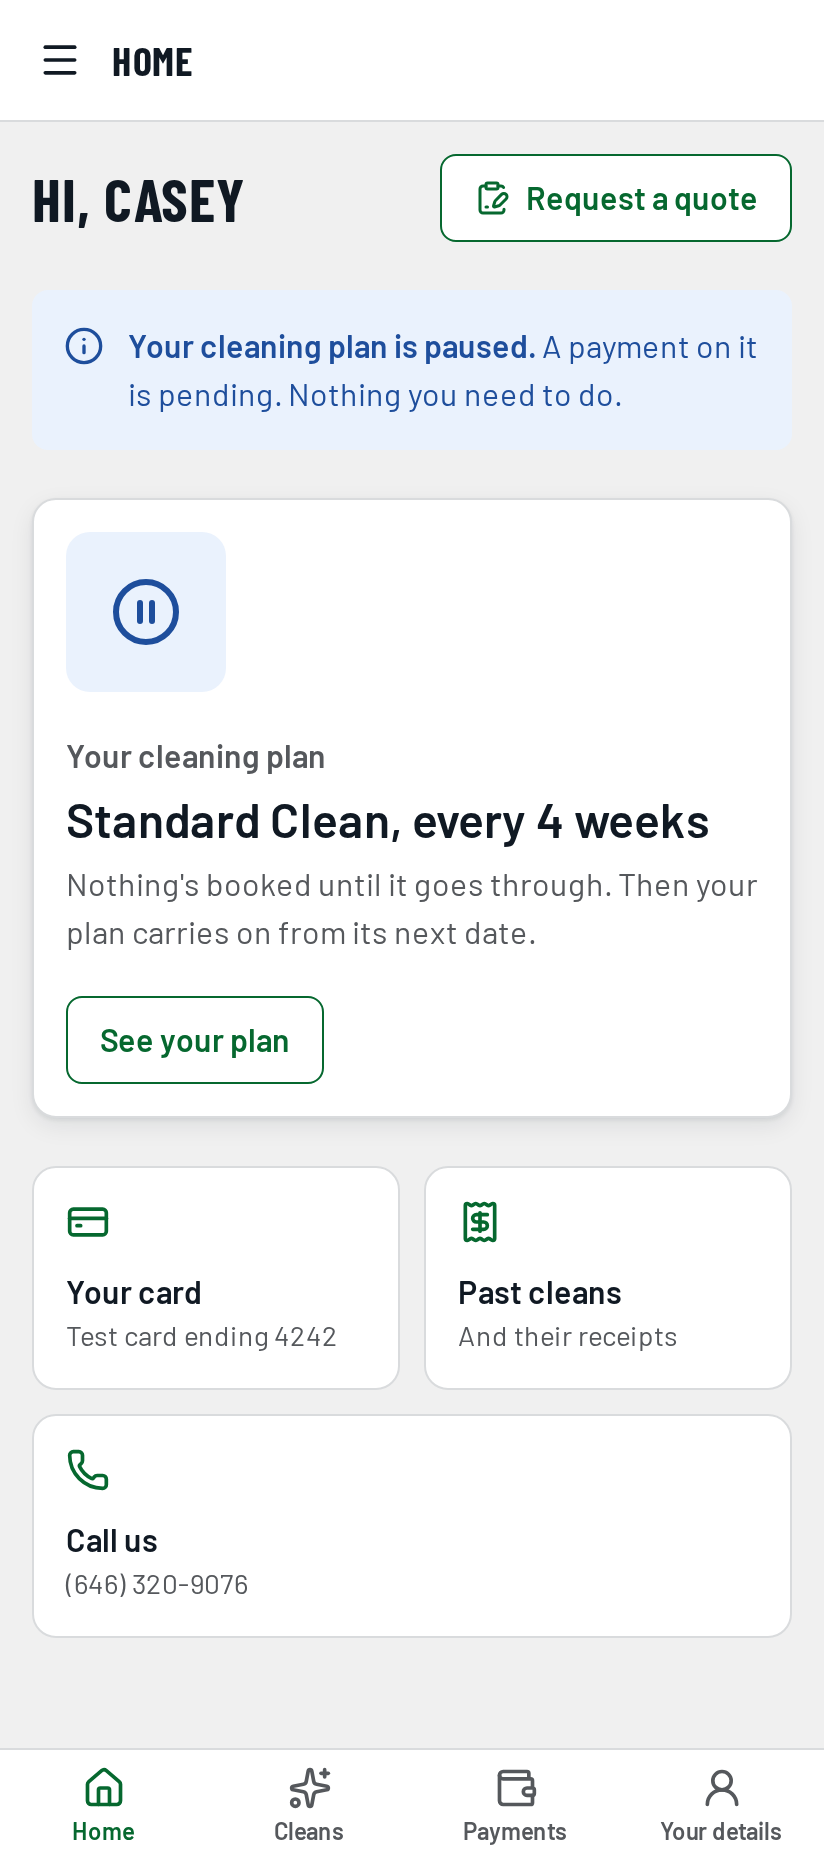 HOME
HI, CASEY
Request a quote
Your cleaning plan is paused. A payment on it
is pending. Nothing you need to do.
Your cleaning plan
Standard Clean, every 4 weeks
Nothing's booked until it goes through. Then your
plan carries on from its next date.
See your plan
Your card
Test card ending 4242
Past cleans
And their receipts
Call us
(646) 320-9076
Home
Cleans
Payments
Your details